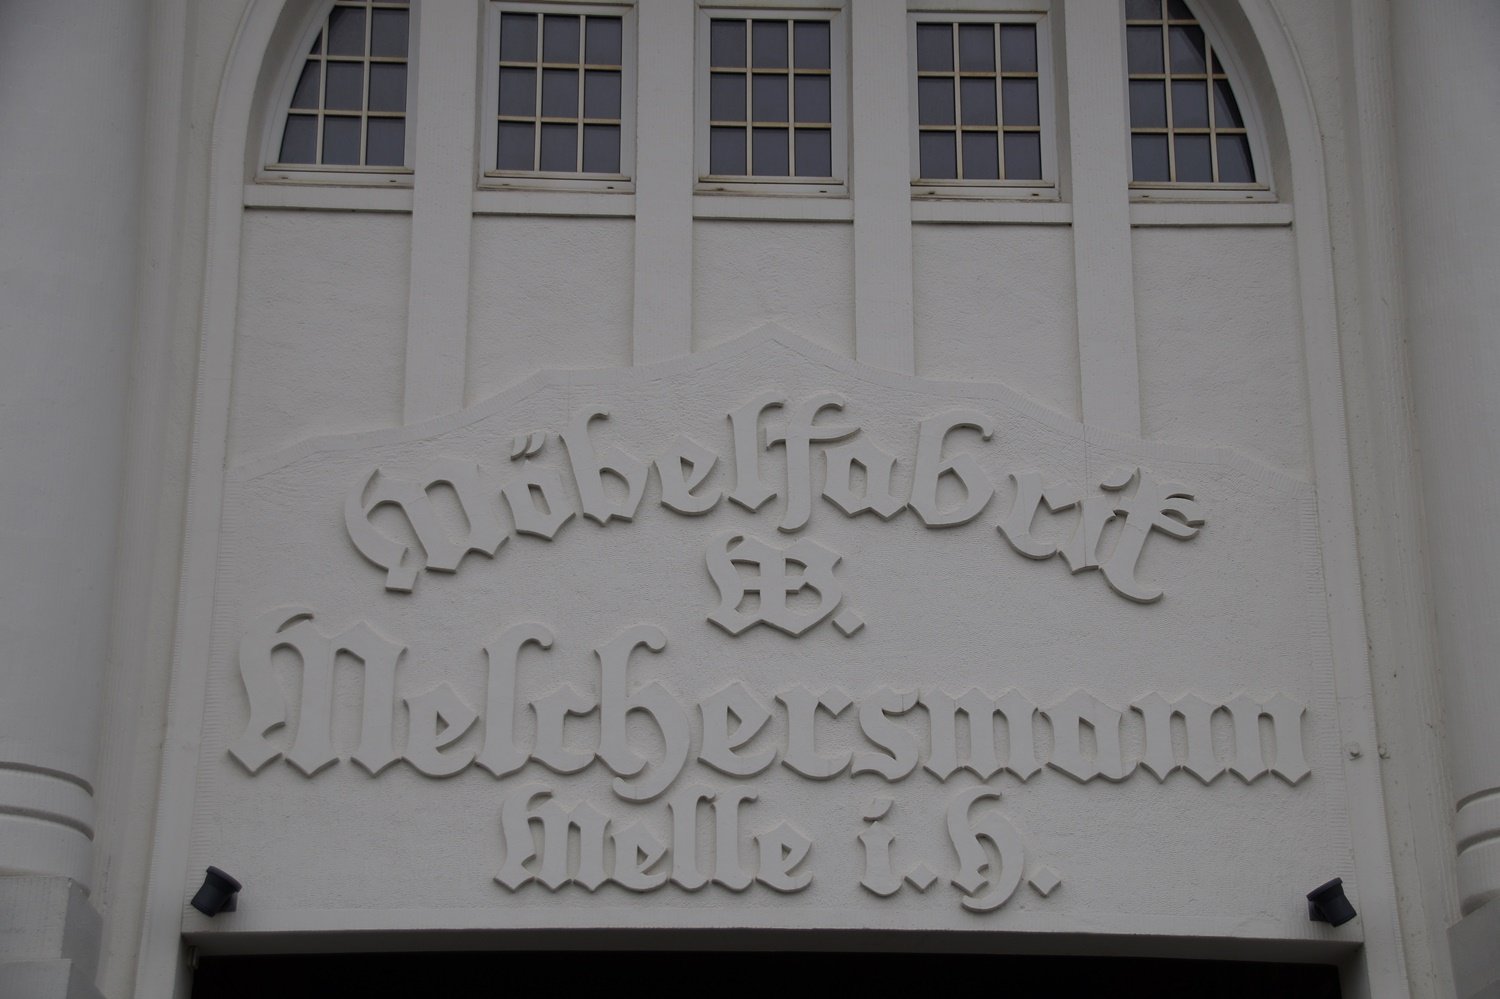 Möbelfabrik
W.
Melchersmann
Melle i. H.